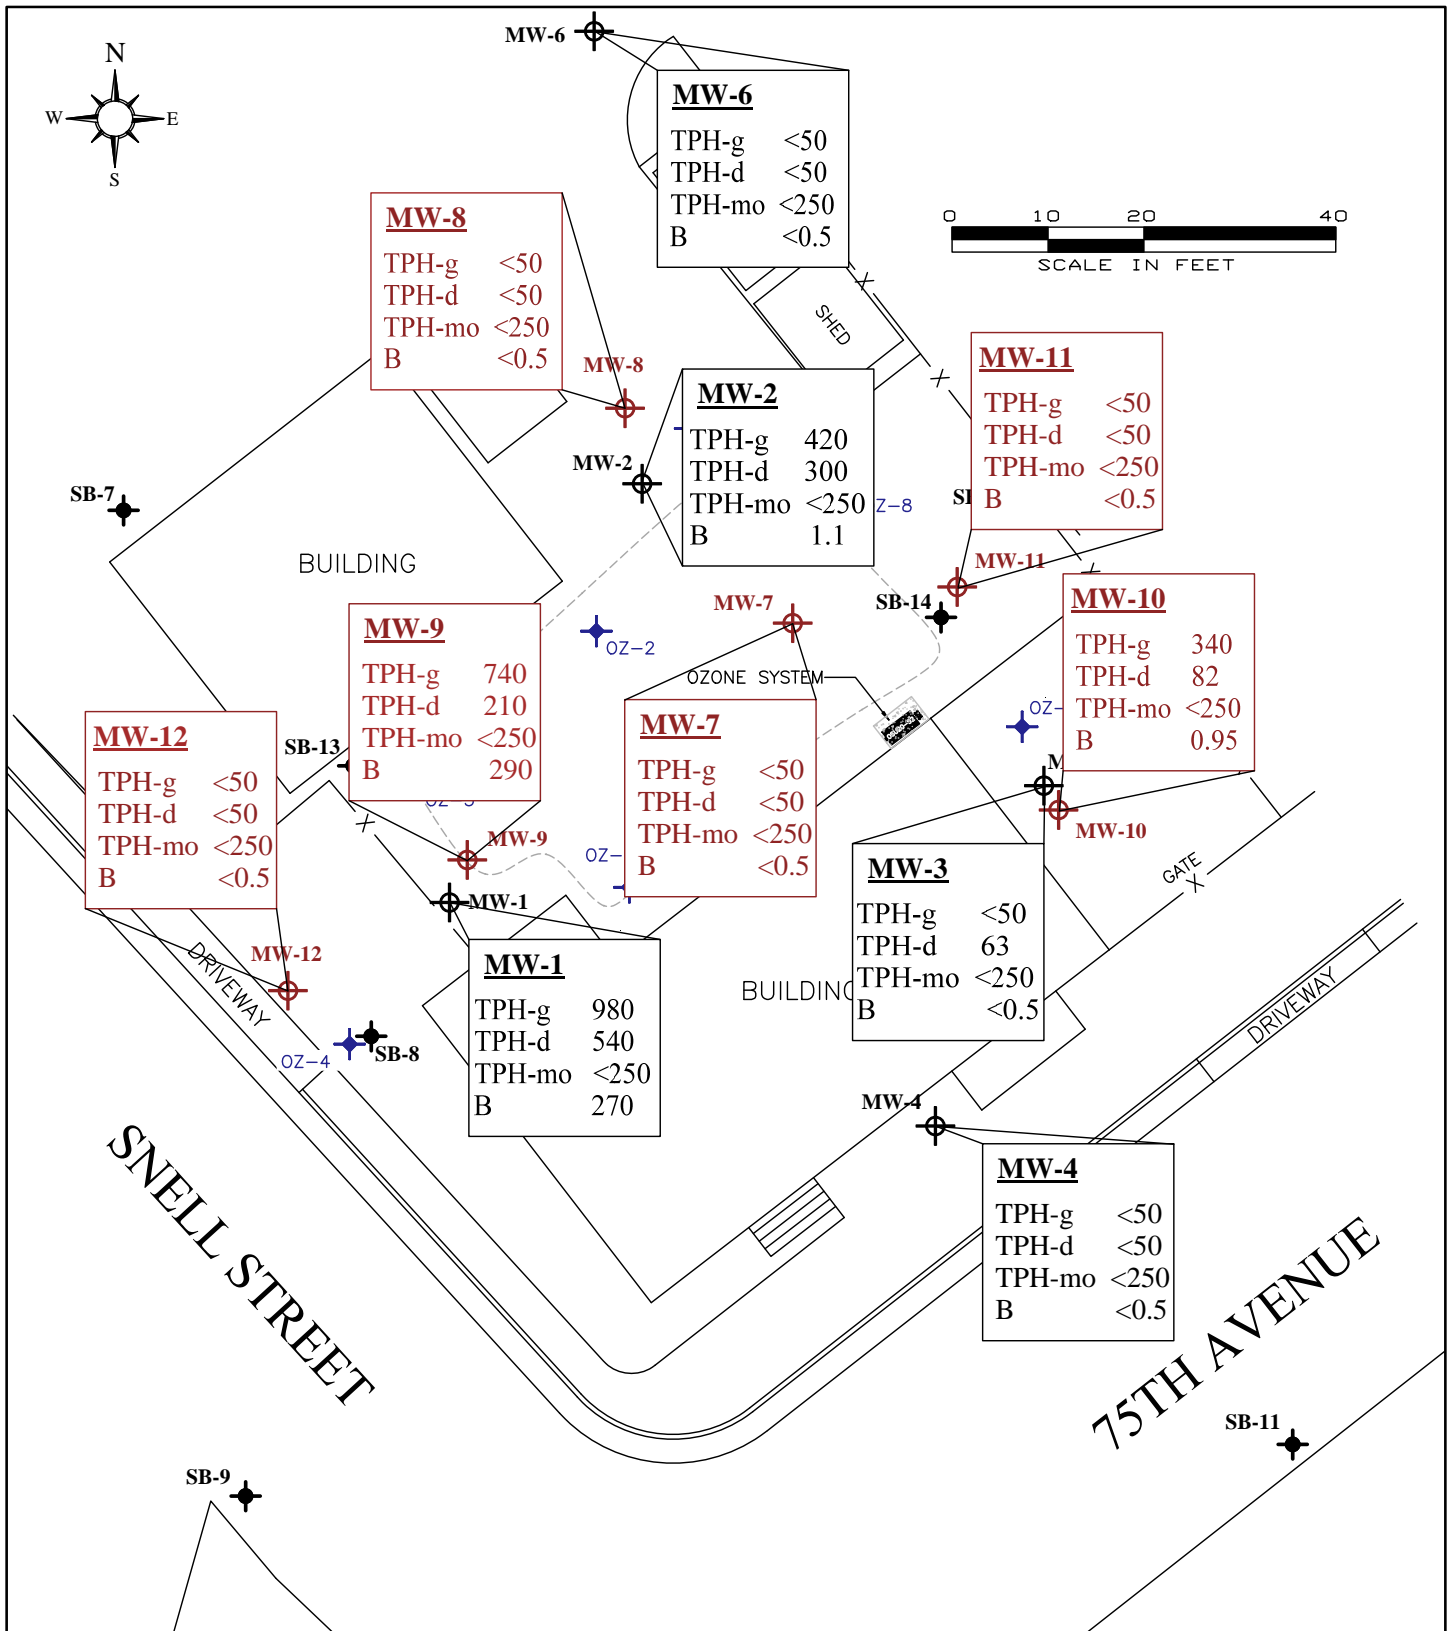 MW-6
N
W E
S
MW-6
TPH-g <50
TPH-d <50
TPH-mo <250
B <0.5
0 10 20 40
SCALE IN FEET
MW-8
TPH-g <50
TPH-d <50
TPH-mo <250
B <0.5
SHED
X
X
MW-8
MW-11
TPH-g <50
TPH-d <50
TPH-mo <250
B <0.5
MW-2
MW-2
TPH-g 420
TPH-d 300
TPH-mo <250
B 1.1
Z-8
SB-7
BUILDING
MW-11
X
MW-7
SB-14
OZ-2
MW-10
TPH-g 340
TPH-d 82
TPH-mo <250
B 0.95
MW-9
TPH-g 740
TPH-d 210
TPH-mo <250
B 290
OZONE SYSTEM
MW-7
TPH-g <50
TPH-d <50
TPH-mo <250
B <0.5
OZ-
MW-12
TPH-g <50
TPH-d <50
TPH-mo <250
B <0.5
SB-13
X
M
MW-10
MW-9
OZ-
MW-1
GATE
X
MW-3
TPH-g <50
TPH-d 63
TPH-mo <250
B <0.5
MW-12
DRIVEWAY
MW-1
TPH-g 980
TPH-d 540
TPH-mo <250
B 270
BUILDING
DRIVEWAY
OZ-4
SB-8
MW-4
MW-4
TPH-g <50
TPH-d <50
TPH-mo <250
B <0.5
SNELL STREET
75TH AVENUE
SB-11
SB-9